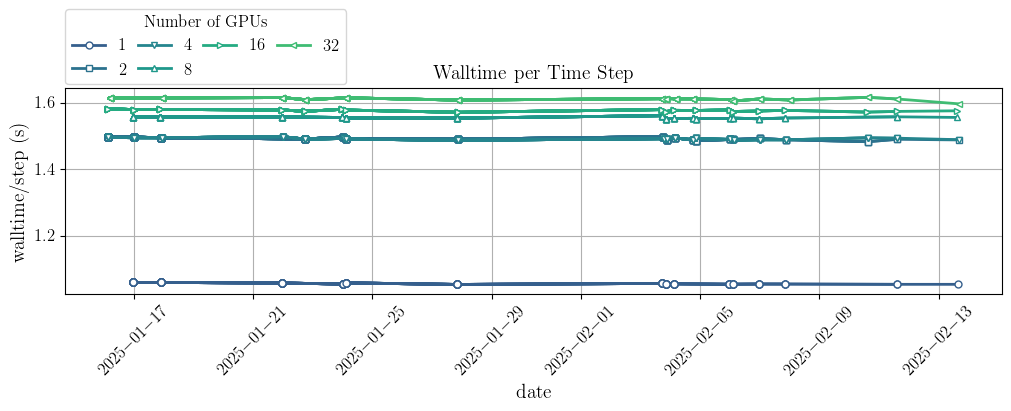 Number of GPUs
1 4 16 32
2 8
Walltime per Time Step
walltime/step (s)
1.6
1.4
1.2
2025−01−17 2025−01−21 2025−01−25 2025−01−29 2025−02−01 2025−02−05 2025−02−09 2025−02−13
date